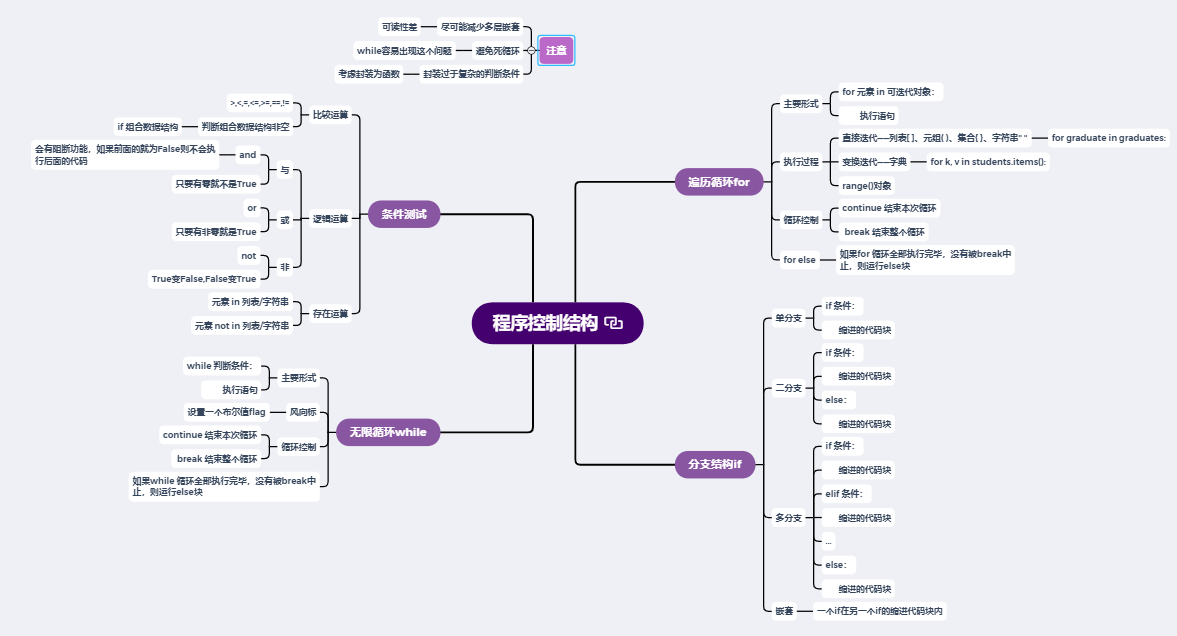 程序控制结构
注意
尽可能减少多层嵌套
可读性差
避免死循环
while容易出现这个问题
封装过于复杂的判断条件
考虑封装为函数
条件测试
比较运算
>,<,=,<=,>=,==,!=
判断组合数据结构非空
if 组合数据结构
逻辑运算
与
and
会有阻断功能，如果前面的就为False则不会执
行后面的代码
只要有零就不是True
或
or
只要有非零就是True
非
not
True变False,False变True
存在运算
元素 in 列表/字符串
元素 not in 列表/字符串
无限循环while
主要形式
while 判断条件：
执行语句
风向标
设置一个布尔值flag
循环控制
continue 结束本次循环
break 结束整个循环
如果while 循环全部执行完毕，没有被break中
止，则运行else块
遍历循环for
主要形式
for 元素 in 可迭代对象：
执行语句
执行过程
直接迭代——列表[ ]、元组( )、集合{ }、字符串" "
for graduate in graduates:
变换迭代——字典
for k, v in students.items():
range()对象
循环控制
continue 结束本次循环
break 结束整个循环
for else
如果for 循环全部执行完毕，没有被break中
止，则运行else块
分支结构if
单分支
if 条件：
缩进的代码块
二分支
if 条件：
缩进的代码块
else：
缩进的代码块
多分支
if 条件：
缩进的代码块
elif 条件：
缩进的代码块
...
else：
缩进的代码块
嵌套
一个if在另一个if的缩进代码块内